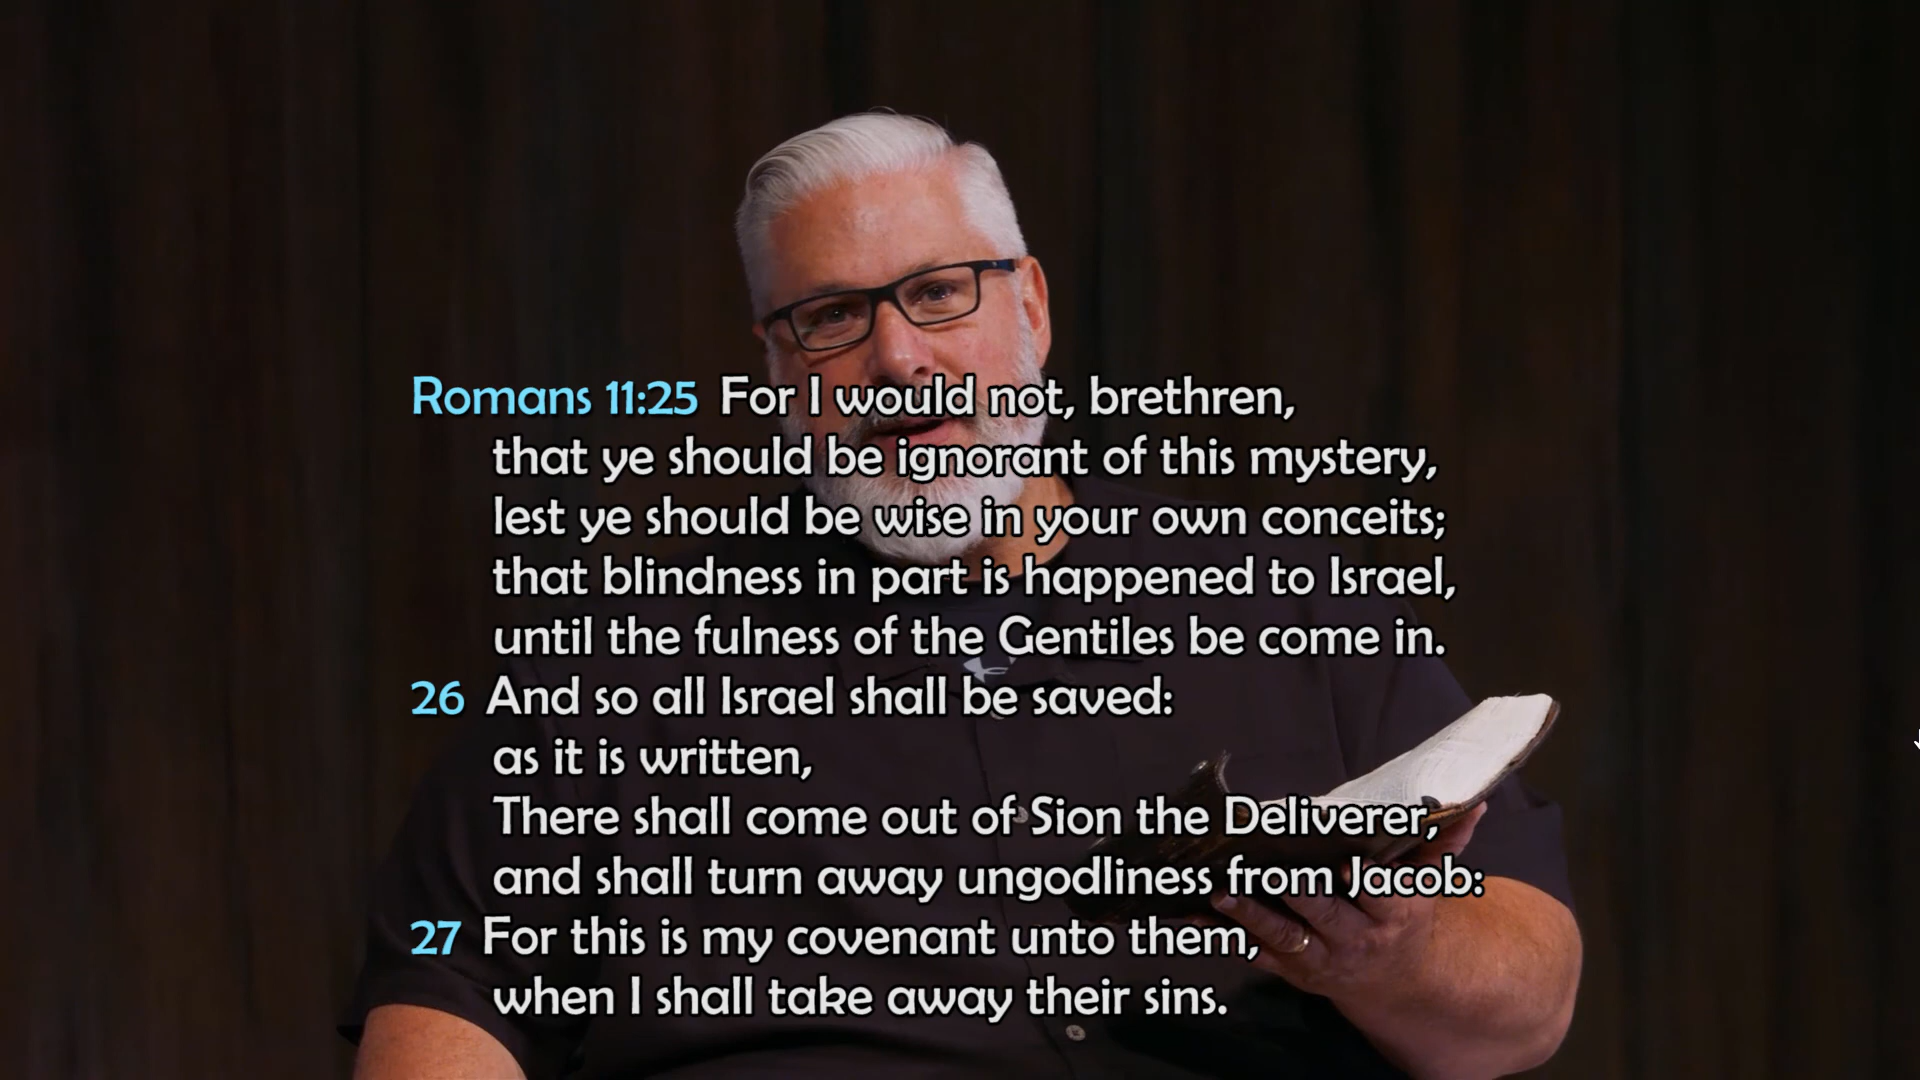 Romans 11:25 For I would not, brethren,
that ye should be ignorant of this mystery,
lest ye should be wise in your own conceits;
that blindness in part is happened to Israel,
until the fulness of the Gentiles be come in.
26 And so all Israel shall be saved:
as it is written,
There shall come out of Sion the Deliverer,
and shall turn away ungodliness from Jacob:
27 For this is my covenant unto them,
when I shall take away their sins.